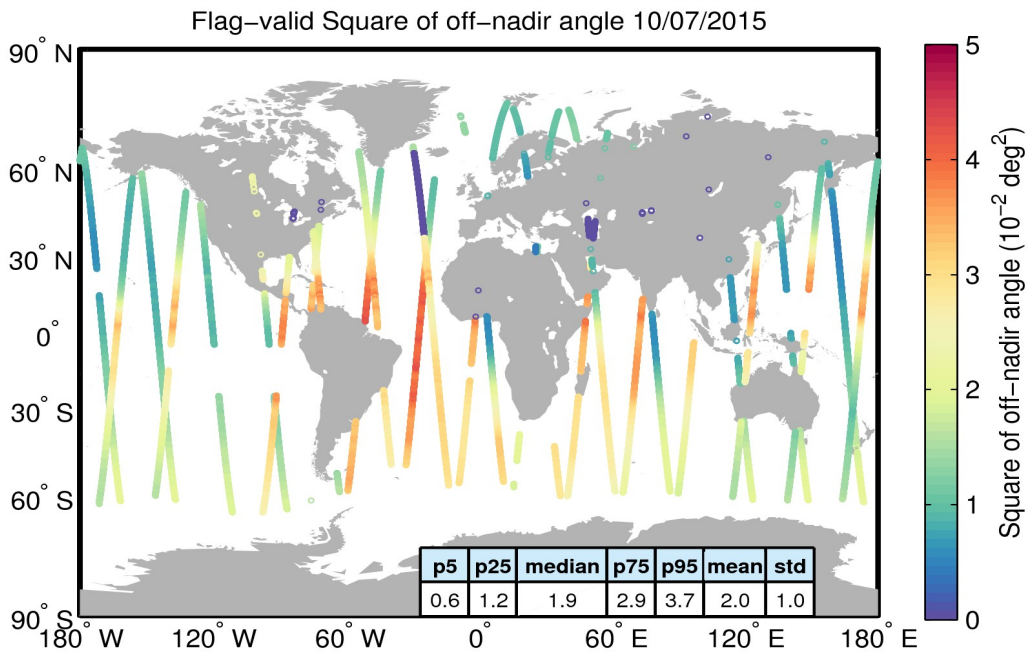 Flag−valid Square of off−nadir angle 10/07/2015
90° N
60° N
30° N
0°
30° S
60° S
90° S
180° W
120° W
60° W
0°
60° E
120° E
180° E
p5 p25 median p75 p95 mean std
0.6 1.2 1.9 2.9 3.7 2.0 1.0
5
4
3
2
1
0
Square of off−nadir angle (10⁻² deg²)